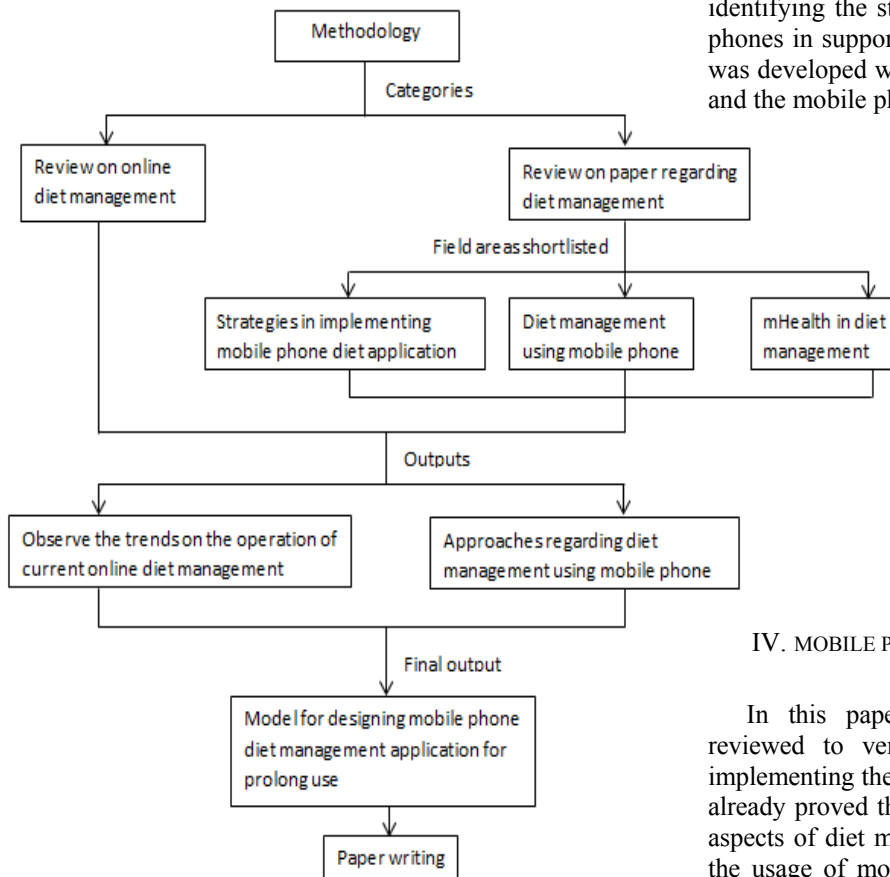 identifying the st
phones in suppor
was developed w
and the mobile ph
Methodology
Categories
Review on online
diet management
Review on paper regarding
diet management
Field areas shortlisted
Strategies in implementing
mobile phone diet application
Diet management
using mobile phone
mHealth in diet
management
Outputs
Observe the trends on the operation of
current online diet management
Approaches regarding diet
management using mobile phone
Final output
Model for designing mobile phone
diet management application for
prolong use
Paper writing
IV. MOBILE P
In this pape
reviewed to ver
implementing the
already proved th
aspects of diet m
the usage of mo